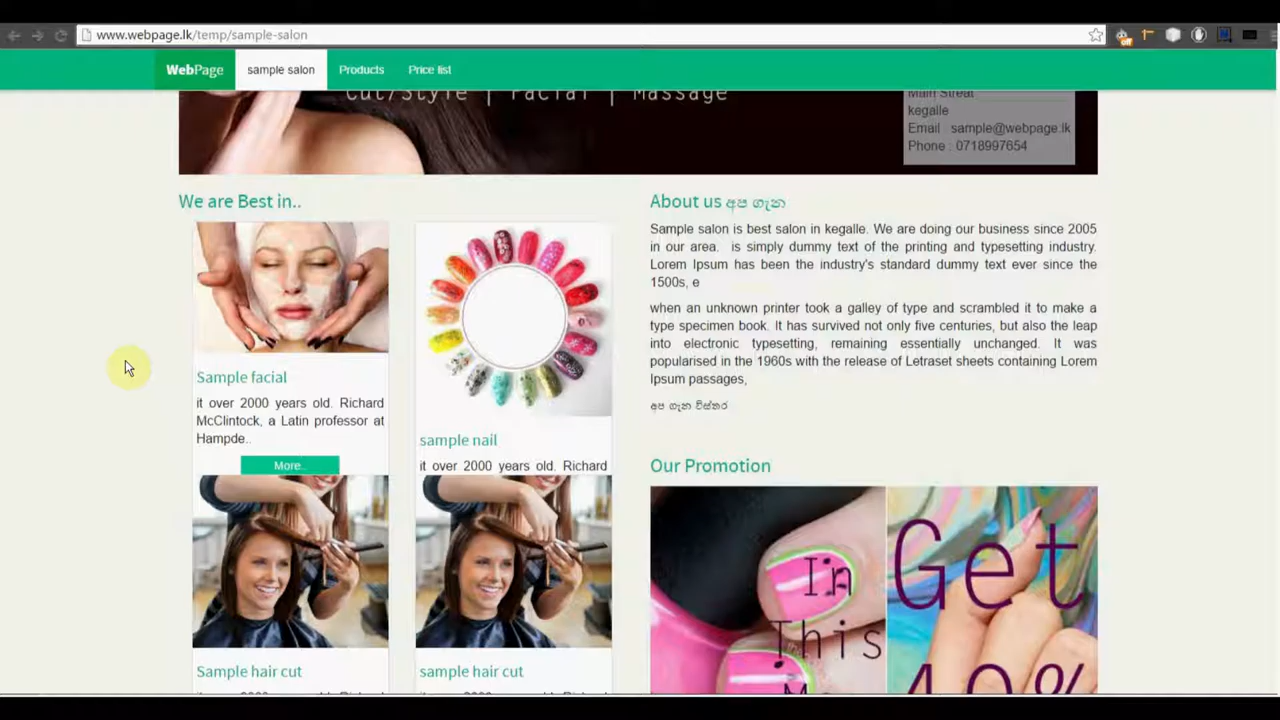 www.webpage.lk/temp/sample-salon
off
WebPage
sample salon
Products
Price list
Cut/Style | Facial | Massage
Main Streat
kegalle
Email : sample@webpage.lk
Phone : 0718997654
We are Best in..
Sample facial
it over 2000 years old. Richard
McClintock, a Latin professor at
Hampde..
More..
sample nail
it over 2000 years old. Richard
Sample hair cut
sample hair cut
About us අප ගැන
Sample salon is best salon in kegalle. We are doing our business since 2005
in our area. is simply dummy text of the printing and typesetting industry.
Lorem Ipsum has been the industry's standard dummy text ever since the
1500s, e
when an unknown printer took a galley of type and scrambled it to make a
type specimen book. It has survived not only five centuries, but also the leap
into electronic typesetting, remaining essentially unchanged. It was
popularised in the 1960s with the release of Letraset sheets containing Lorem
Ipsum passages,
අප ගැන විස්තර
Our Promotion
In
This
Get
40%